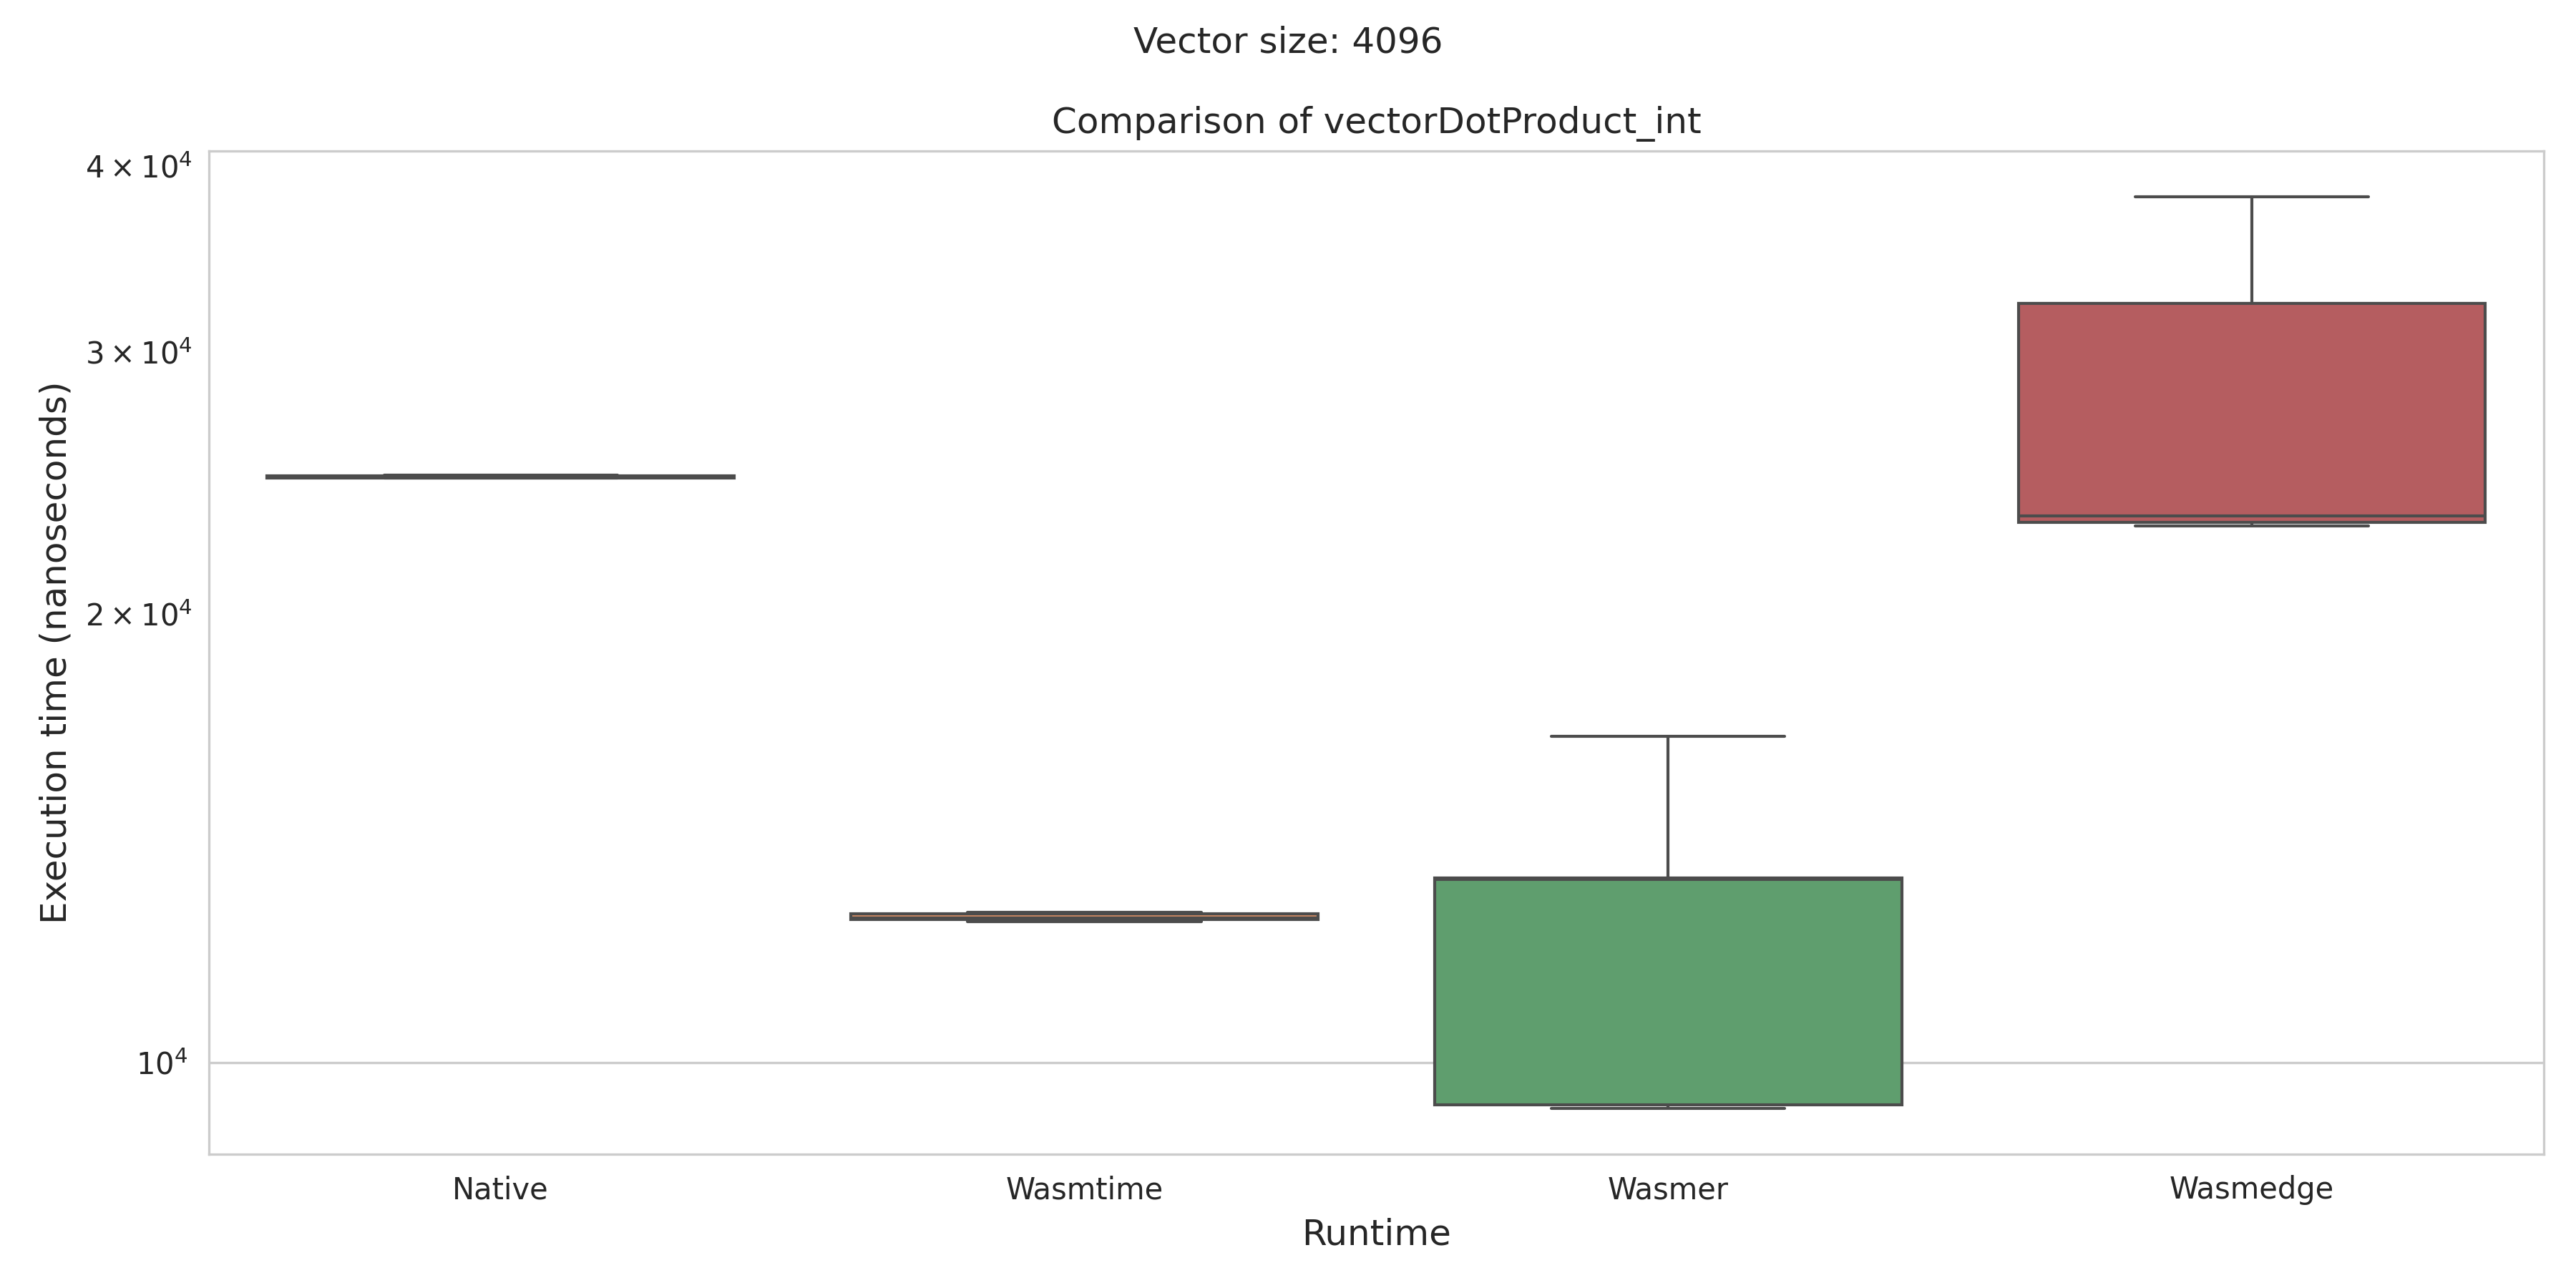 Vector size: 4096
Comparison of vectorDotProduct_int
4 × 10⁴
3 × 10⁴
2 × 10⁴
10⁴
Execution time (nanoseconds)
Native Wasmtime Wasmer Wasmedge
Runtime